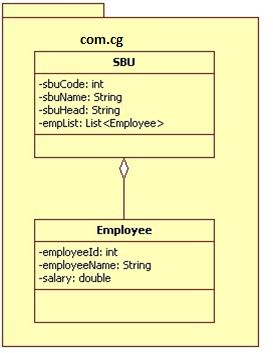 com.cg
SBU
-sbuCode: int
-sbuName: String
-sbuHead: String
-empList: List<Employee>
Employee
-employeeId: int
-employeeName: String
-salary: double